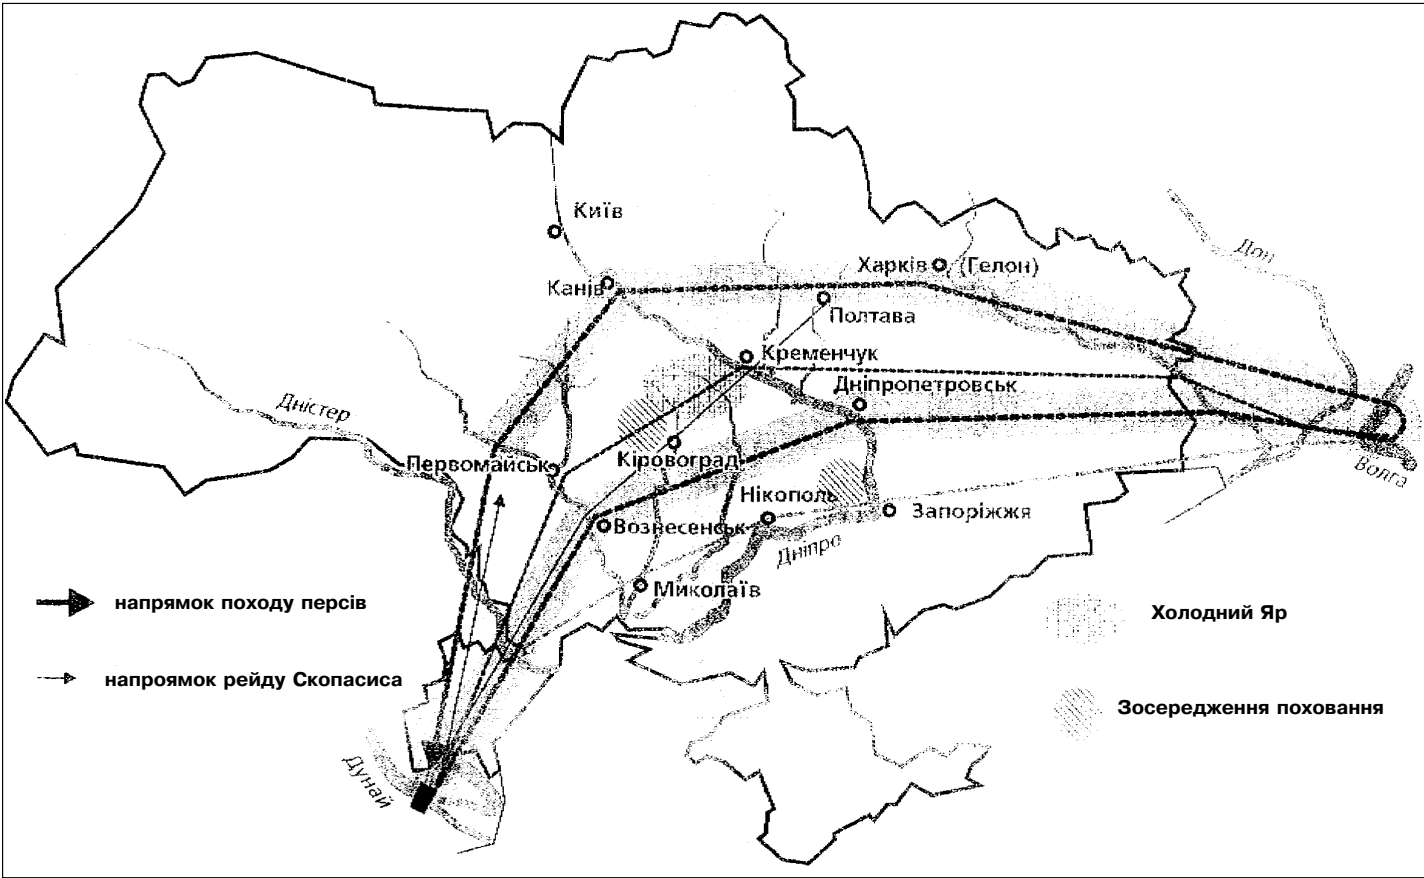 Київ
Канів
Харків
(Гелон)
Дон
Полтава
Кременчук
Дніпропетровськ
Дністер
Первомайськ
Кіровоград
Волга
Нікополь
Вознесенськ
Запоріжжя
Дніпро
Миколаїв
напрямок походу персів
Холодний Яр
напроямок рейду Скопасиса
Зосередження поховання
Дунай